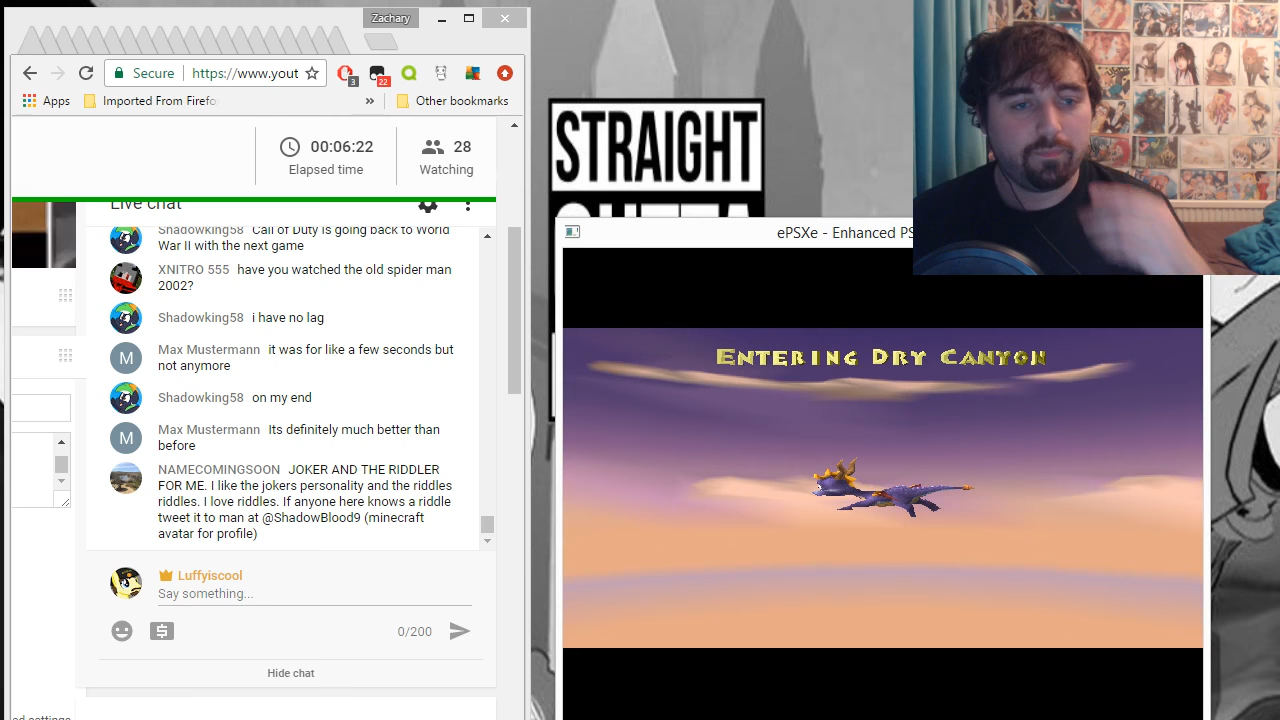 Zachary
Secure
https://www.yout
3
22
Apps
Imported From Firefo
»
Other bookmarks
00:06:22
Elapsed time
28
Watching
Live chat
Shadowking58 Call of Duty is going back to World
War II with the next game
XNITRO 555 have you watched the old spider man
2002?
Shadowking58 i have no lag
M
Max Mustermann it was for like a few seconds but
not anymore
Shadowking58 on my end
M
Max Mustermann Its definitely much better than
before
NAMECOMINGSOON JOKER AND THE RIDDLER
FOR ME. I like the jokers personality and the riddles
riddles. I love riddles. If anyone here knows a riddle
tweet it to man at @ShadowBlood9 (minecraft
avatar for profile)
Luffyiscool
Say something...
0/200
Hide chat
ed settings
STRAIGHT
OUTTA
ePSXe - Enhanced PS
ENTERING DRY CANYON